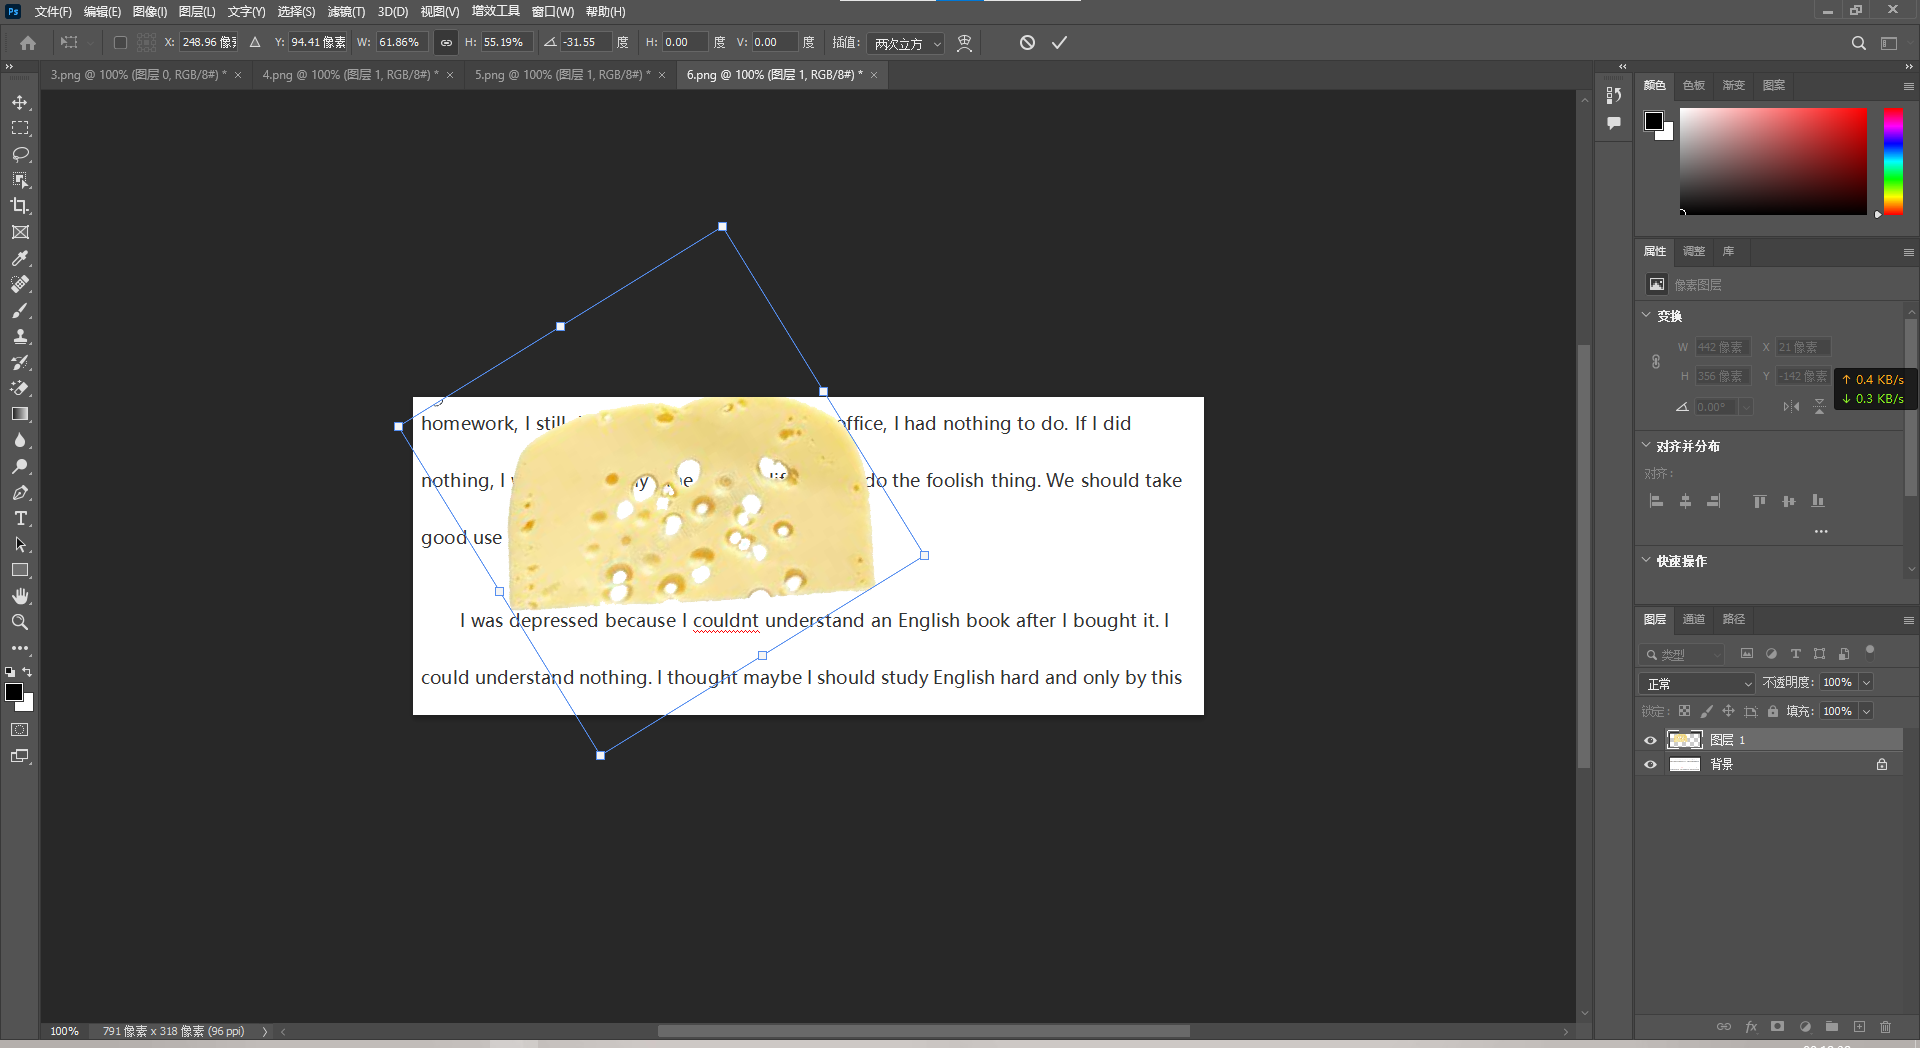 Ps 文件(F) 编辑(E) 图像(I) 图层(L) 文字(Y) 选择(S) 滤镜(T) 3D(D) 视图(V) 增效工具 窗口(W) 帮助(H)
X: 248.96 像 Y: 94.41 像素 W: 61.86% H: 55.19% -31.55 度 H: 0.00 度 V: 0.00 度 插值: 两次立方
3.png @ 100% (图层 0, RGB/8#) * × 4.png @ 100% (图层 1, RGB/8#) * × 5.png @ 100% (图层 1, RGB/8#) * × 6.png @ 100% (图层 1, RGB/8#) * ×
颜色 色板 渐变 图案
属性 调整 库
像素图层
变换
W 442 像素 X 21 像素
H 356 像素 Y -142 像素
↑ 0.4 KB/s
↓ 0.3 KB/s
0.00°
对齐并分布
对齐:
快速操作
图层 通道 路径
类型
正常 不透明度: 100%
锁定: 填充: 100%
图层 1
背景
homework, I still office, I had nothing to do. If I did
nothing, I do the foolish thing. We should take
good use
I was depressed because I couldnt understand an English book after I bought it. I
could understand nothing. I thought maybe I should study English hard and only by this
100% 791 像素 x 318 像素 (96 ppi)